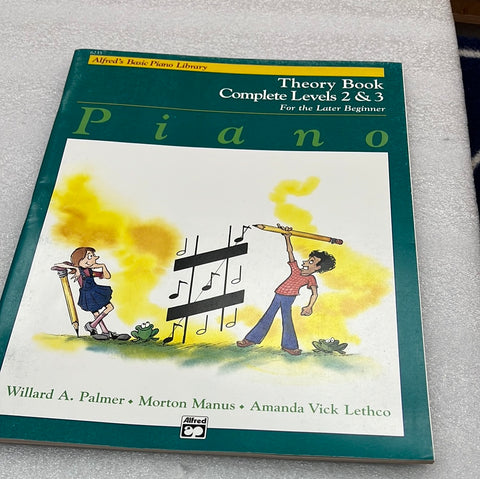 Alfred's Basic Piano Library
Theory Book
Complete Levels 2 & 3
For the Later Beginner
Piano
Willard A. Palmer • Morton Manus • Amanda Vick Lethco
Alfred